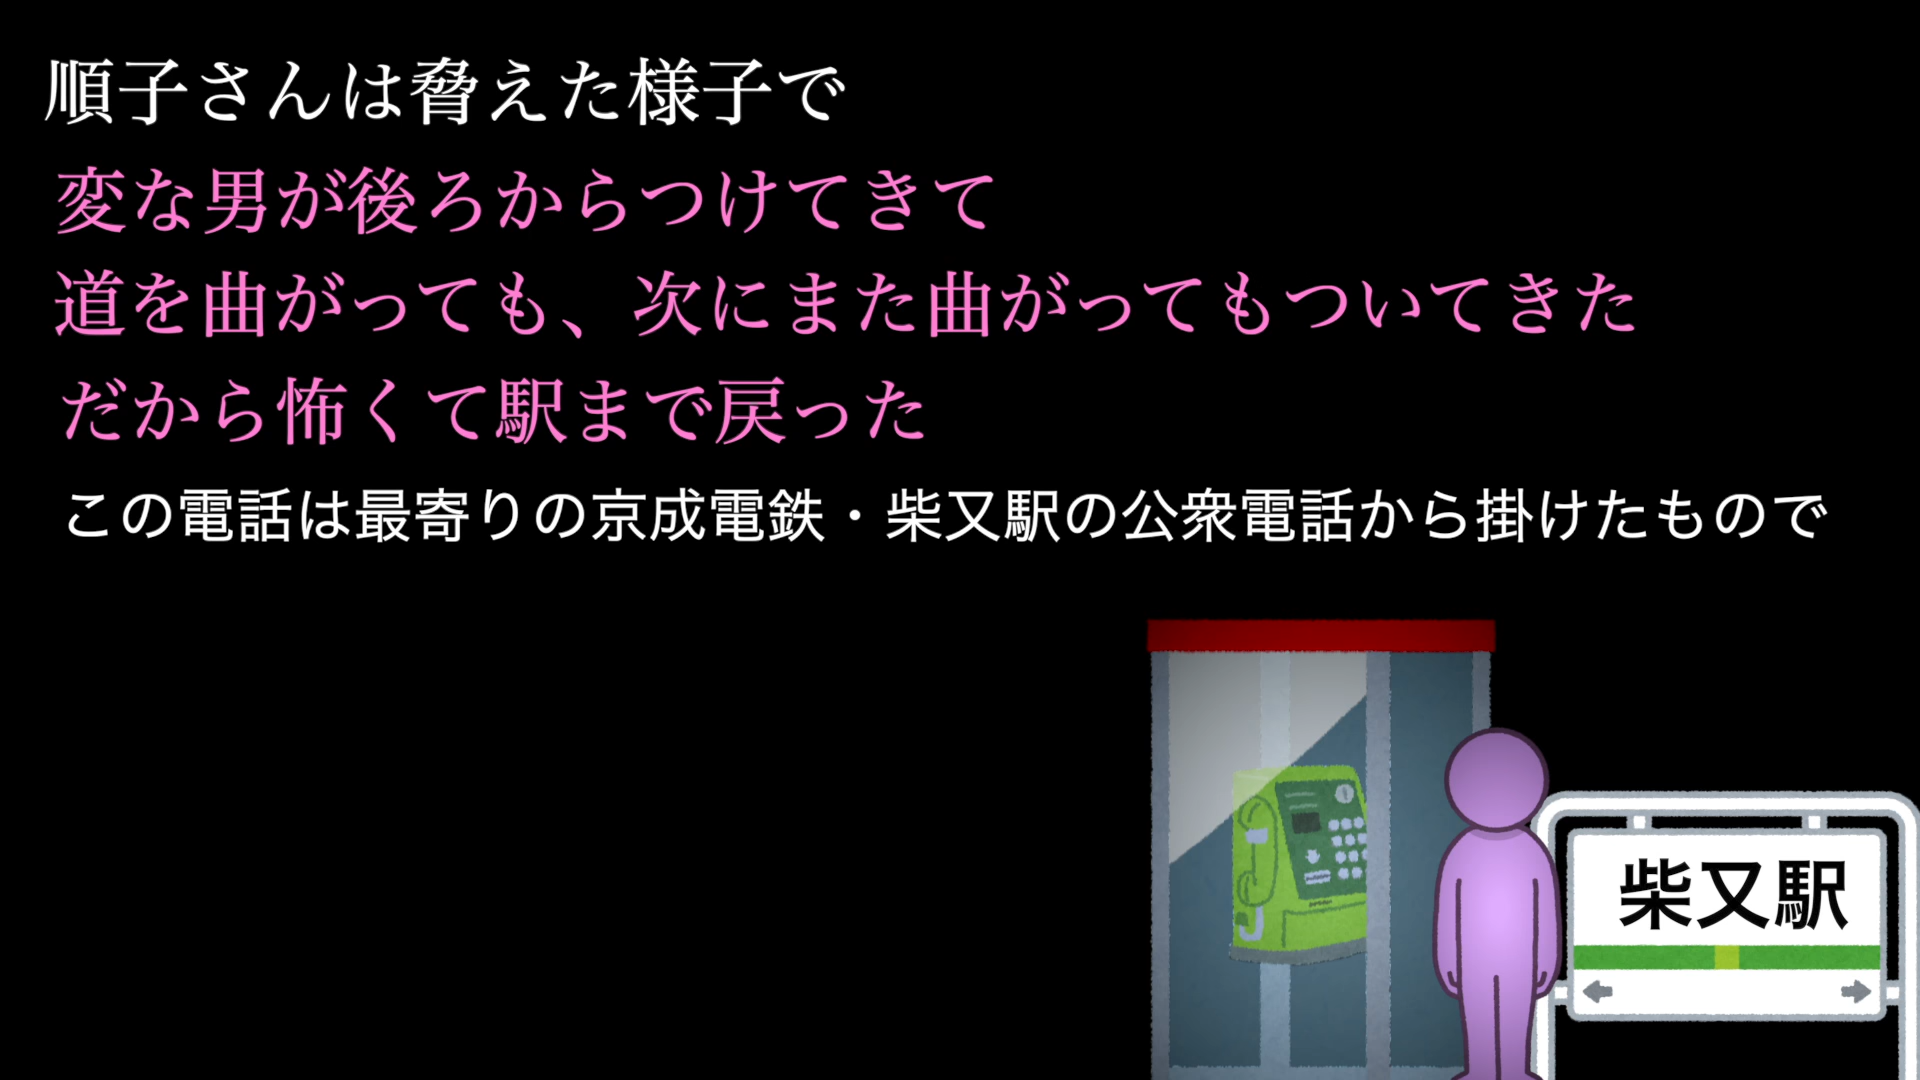 順子さんは脅えた様子で
変な男が後ろからつけてきて
道を曲がっても、次にまた曲がってもついてきた
だから怖くて駅まで戻った
この電話は最寄りの京成電鉄・柴又駅の公衆電話から掛けたもので
柴又駅